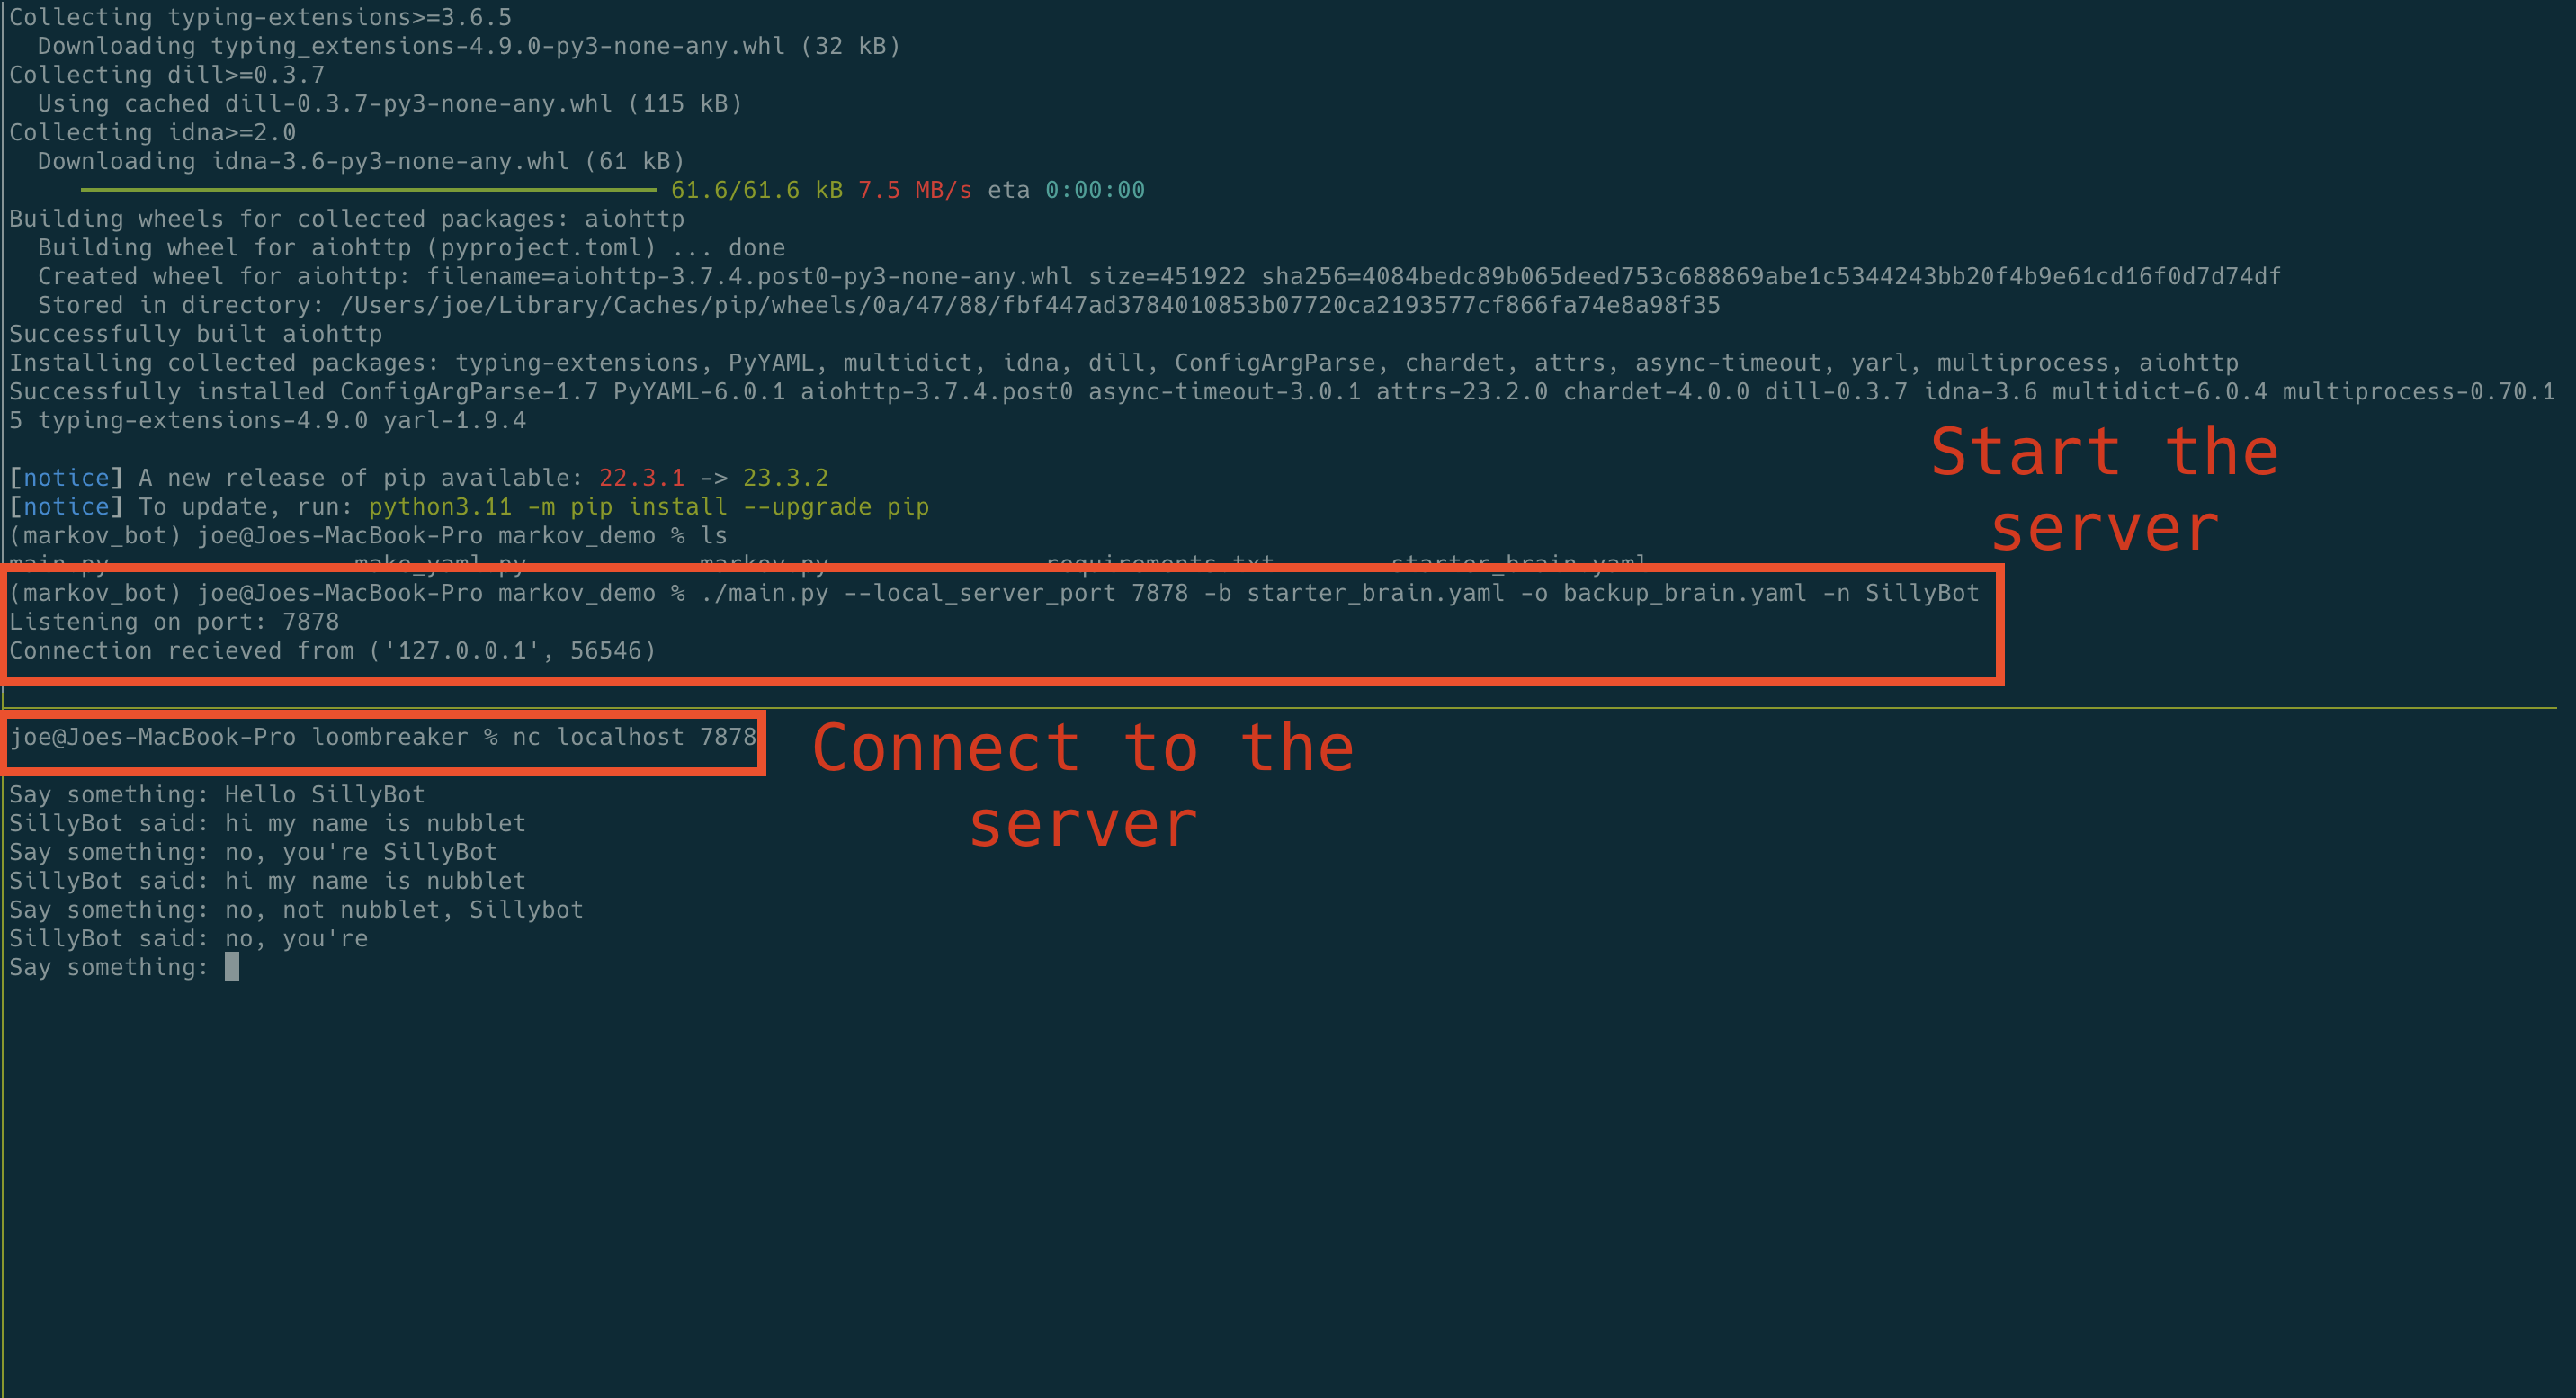 Collecting typing-extensions>=3.6.5
  Downloading typing_extensions-4.9.0-py3-none-any.whl (32 kB)
Collecting dill>=0.3.7
  Using cached dill-0.3.7-py3-none-any.whl (115 kB)
Collecting idna>=2.0
  Downloading idna-3.6-py3-none-any.whl (61 kB)
61.6/61.6 kB 7.5 MB/s eta 0:00:00
Building wheels for collected packages: aiohttp
  Building wheel for aiohttp (pyproject.toml) ... done
  Created wheel for aiohttp: filename=aiohttp-3.7.4.post0-py3-none-any.whl size=451922 sha256=4084bedc89b065deed753c688869abe1c5344243bb20f4b9e61cd16f0d7d74df
  Stored in directory: /Users/joe/Library/Caches/pip/wheels/0a/47/88/fbf447ad3784010853b07720ca2193577cf866fa74e8a98f35
Successfully built aiohttp
Installing collected packages: typing-extensions, PyYAML, multidict, idna, dill, ConfigArgParse, chardet, attrs, async-timeout, yarl, multiprocess, aiohttp
Successfully installed ConfigArgParse-1.7 PyYAML-6.0.1 aiohttp-3.7.4.post0 async-timeout-3.0.1 attrs-23.2.0 chardet-4.0.0 dill-0.3.7 idna-3.6 multidict-6.0.4 multiprocess-0.70.1
5 typing-extensions-4.9.0 yarl-1.9.4
[notice] A new release of pip available: 22.3.1 -> 23.3.2
[notice] To update, run: python3.11 -m pip install --upgrade pip
Start the
server
(markov_bot) joe@Joes-MacBook-Pro markov_demo % ls
main.py make_yaml.py markov.py requirements.txt starter_brain.yaml
(markov_bot) joe@Joes-MacBook-Pro markov_demo % ./main.py --local_server_port 7878 -b starter_brain.yaml -o backup_brain.yaml -n SillyBot
Listening on port: 7878
Connection recieved from ('127.0.0.1', 56546)
joe@Joes-MacBook-Pro loombreaker % nc localhost 7878
Connect to the
server
Say something: Hello SillyBot
SillyBot said: hi my name is nubblet
Say something: no, you're SillyBot
SillyBot said: hi my name is nubblet
Say something: no, not nubblet, Sillybot
SillyBot said: no, you're
Say something: